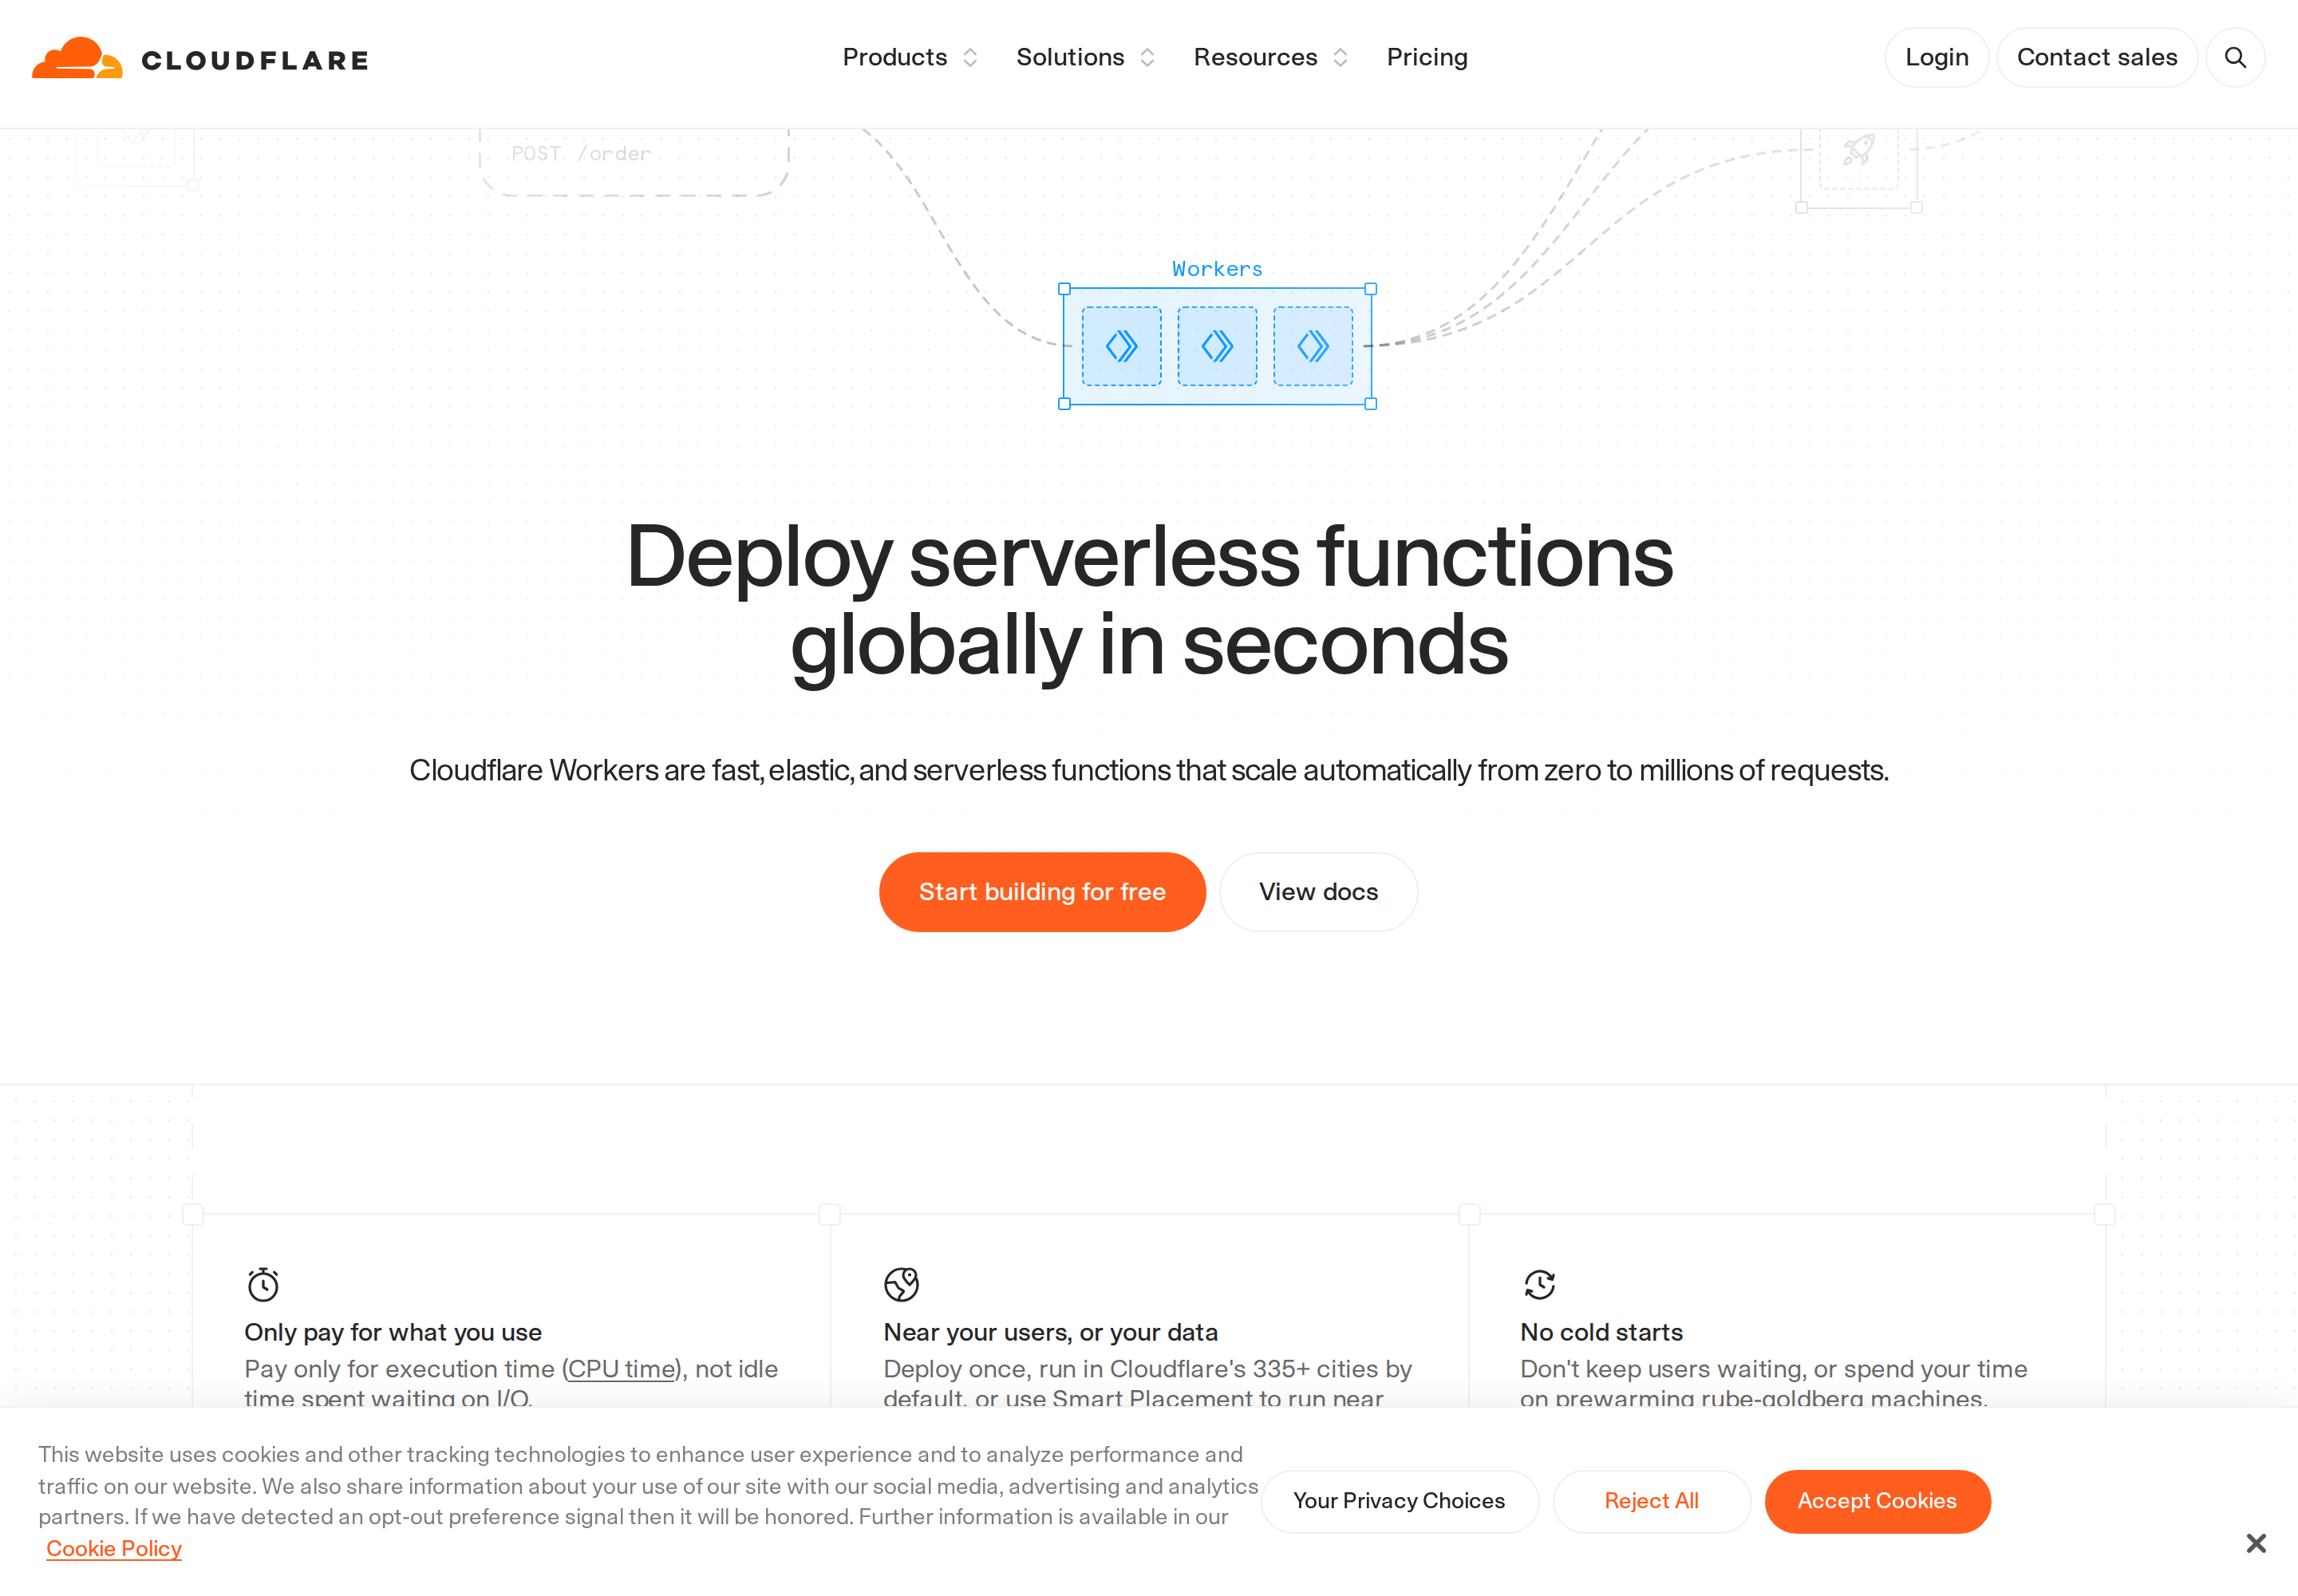 CLOUDFLARE
Products
Solutions
Resources
Pricing
Login
Contact sales
POST /order
Workers
Deploy serverless functions
globally in seconds
Cloudflare Workers are fast, elastic, and serverless functions that scale automatically from zero to millions of requests.
Start building for free
View docs
Only pay for what you use
Pay only for execution time (CPU time), not idle
time spent waiting on I/O.
Near your users, or your data
Deploy once, run in Cloudflare's 335+ cities by
default, or use Smart Placement to run near
No cold starts
Don't keep users waiting, or spend your time
on prewarming rube-goldberg machines.
This website uses cookies and other tracking technologies to enhance user experience and to analyze performance and
traffic on our website. We also share information about your use of our site with our social media, advertising and analytics
partners. If we have detected an opt-out preference signal then it will be honored. Further information is available in our
Cookie Policy
Your Privacy Choices
Reject All
Accept Cookies